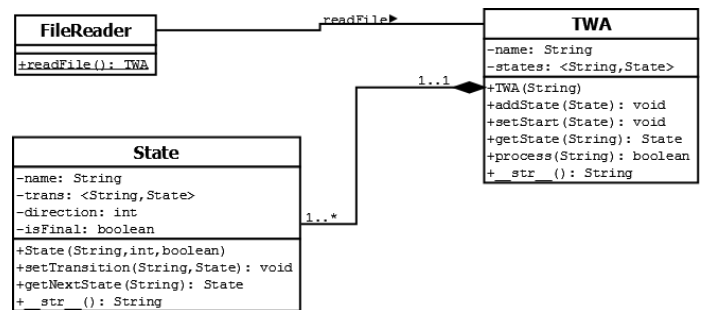 FileReader
+readFile(): TWA
readFile
TWA
-name: String
-states: <String,State>
+TWA(String)
+addState(State): void
+setStart(State): void
+getState(String): State
+process(String): boolean
+__str__(): String
1..1
State
-name: String
-trans: <String,State>
-direction: int
-isFinal: boolean
+State(String,int,boolean)
+setTransition(String,State): void
+getNextState(String): State
+__str__(): String
1..*